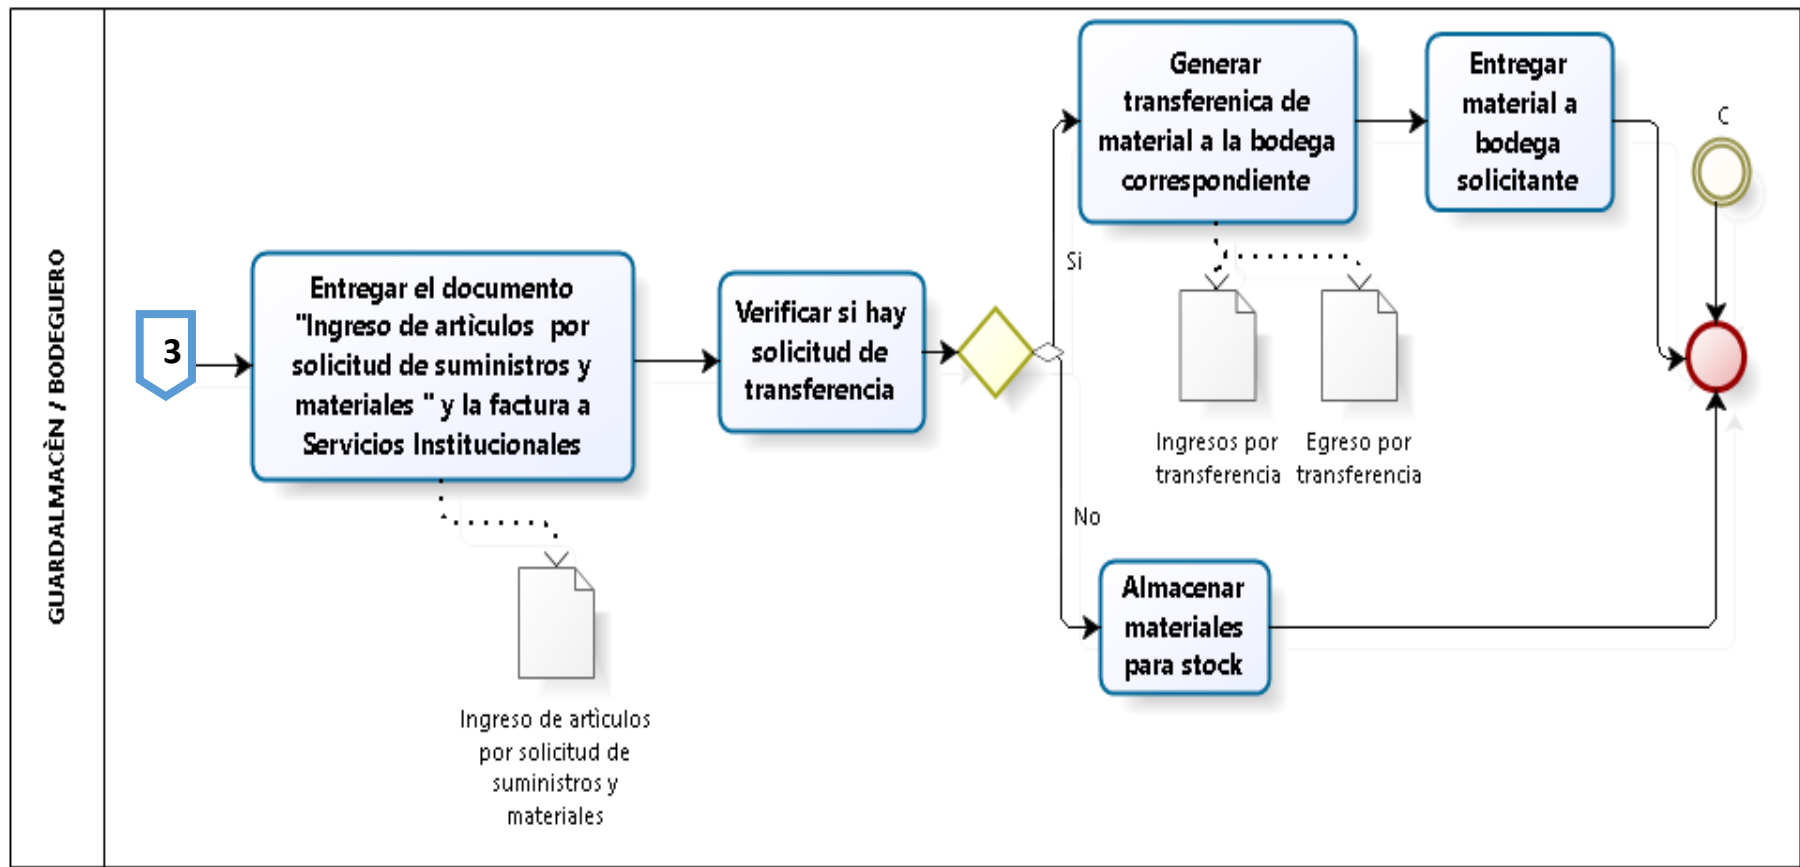 GUARDALMACÈN / BODEGUERO
3
Entregar el documento
"Ingreso de artìculos por
solicitud de suministros y
materiales " y la factura a
Servicios Institucionales
Ingreso de artìculos
por solicitud de
suministros y
materiales
Verificar si hay
solicitud de
transferencia
Si
No
Generar
transferenica de
material a la bodega
correspondiente
Ingresos por
transferencia
Egreso por
transferencia
Entregar
material a
bodega
solicitante
C
Almacenar
materiales
para stock